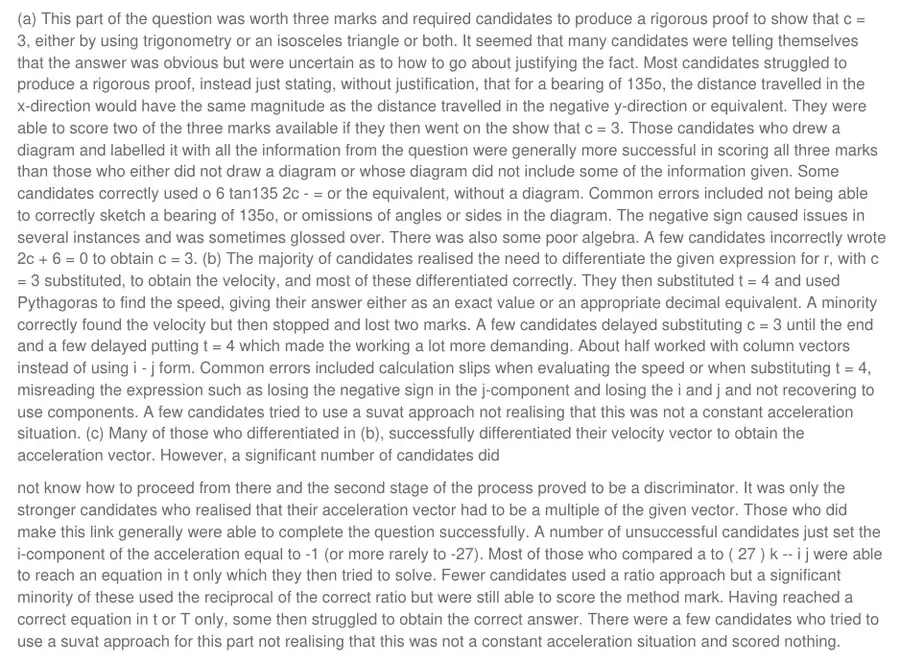 (a) This part of the question was worth three marks and required candidates to produce a rigorous proof to show that c =
3, either by using trigonometry or an isosceles triangle or both. It seemed that many candidates were telling themselves
that the answer was obvious but were uncertain as to how to go about justifying the fact. Most candidates struggled to
produce a rigorous proof, instead just stating, without justification, that for a bearing of 135o, the distance travelled in the
x-direction would have the same magnitude as the distance travelled in the negative y-direction or equivalent. They were
able to score two of the three marks available if they then went on the show that c = 3. Those candidates who drew a
diagram and labelled it with all the information from the question were generally more successful in scoring all three marks
than those who either did not draw a diagram or whose diagram did not include some of the information given. Some
candidates correctly used o 6 tan135 2c - = or the equivalent, without a diagram. Common errors included not being able
to correctly sketch a bearing of 135o, or omissions of angles or sides in the diagram. The negative sign caused issues in
several instances and was sometimes glossed over. There was also some poor algebra. A few candidates incorrectly wrote
2c + 6 = 0 to obtain c = 3. (b) The majority of candidates realised the need to differentiate the given expression for r, with c
= 3 substituted, to obtain the velocity, and most of these differentiated correctly. They then substituted t = 4 and used
Pythagoras to find the speed, giving their answer either as an exact value or an appropriate decimal equivalent. A minority
correctly found the velocity but then stopped and lost two marks. A few candidates delayed substituting c = 3 until the end
and a few delayed putting t = 4 which made the working a lot more demanding. About half worked with column vectors
instead of using i - j form. Common errors included calculation slips when evaluating the speed or when substituting t = 4,
misreading the expression such as losing the negative sign in the j-component and losing the i and j and not recovering to
use components. A few candidates tried to use a suvat approach not realising that this was not a constant acceleration
situation. (c) Many of those who differentiated in (b), successfully differentiated their velocity vector to obtain the
acceleration vector. However, a significant number of candidates did
not know how to proceed from there and the second stage of the process proved to be a discriminator. It was only the
stronger candidates who realised that their acceleration vector had to be a multiple of the given vector. Those who did
make this link generally were able to complete the question successfully. A number of unsuccessful candidates just set the
i-component of the acceleration equal to -1 (or more rarely to -27). Most of those who compared a to ( 27 ) k -- i j were able
to reach an equation in t only which they then tried to solve. Fewer candidates used a ratio approach but a significant
minority of these used the reciprocal of the correct ratio but were still able to score the method mark. Having reached a
correct equation in t or T only, some then struggled to obtain the correct answer. There were a few candidates who tried to
use a suvat approach for this part not realising that this was not a constant acceleration situation and scored nothing.